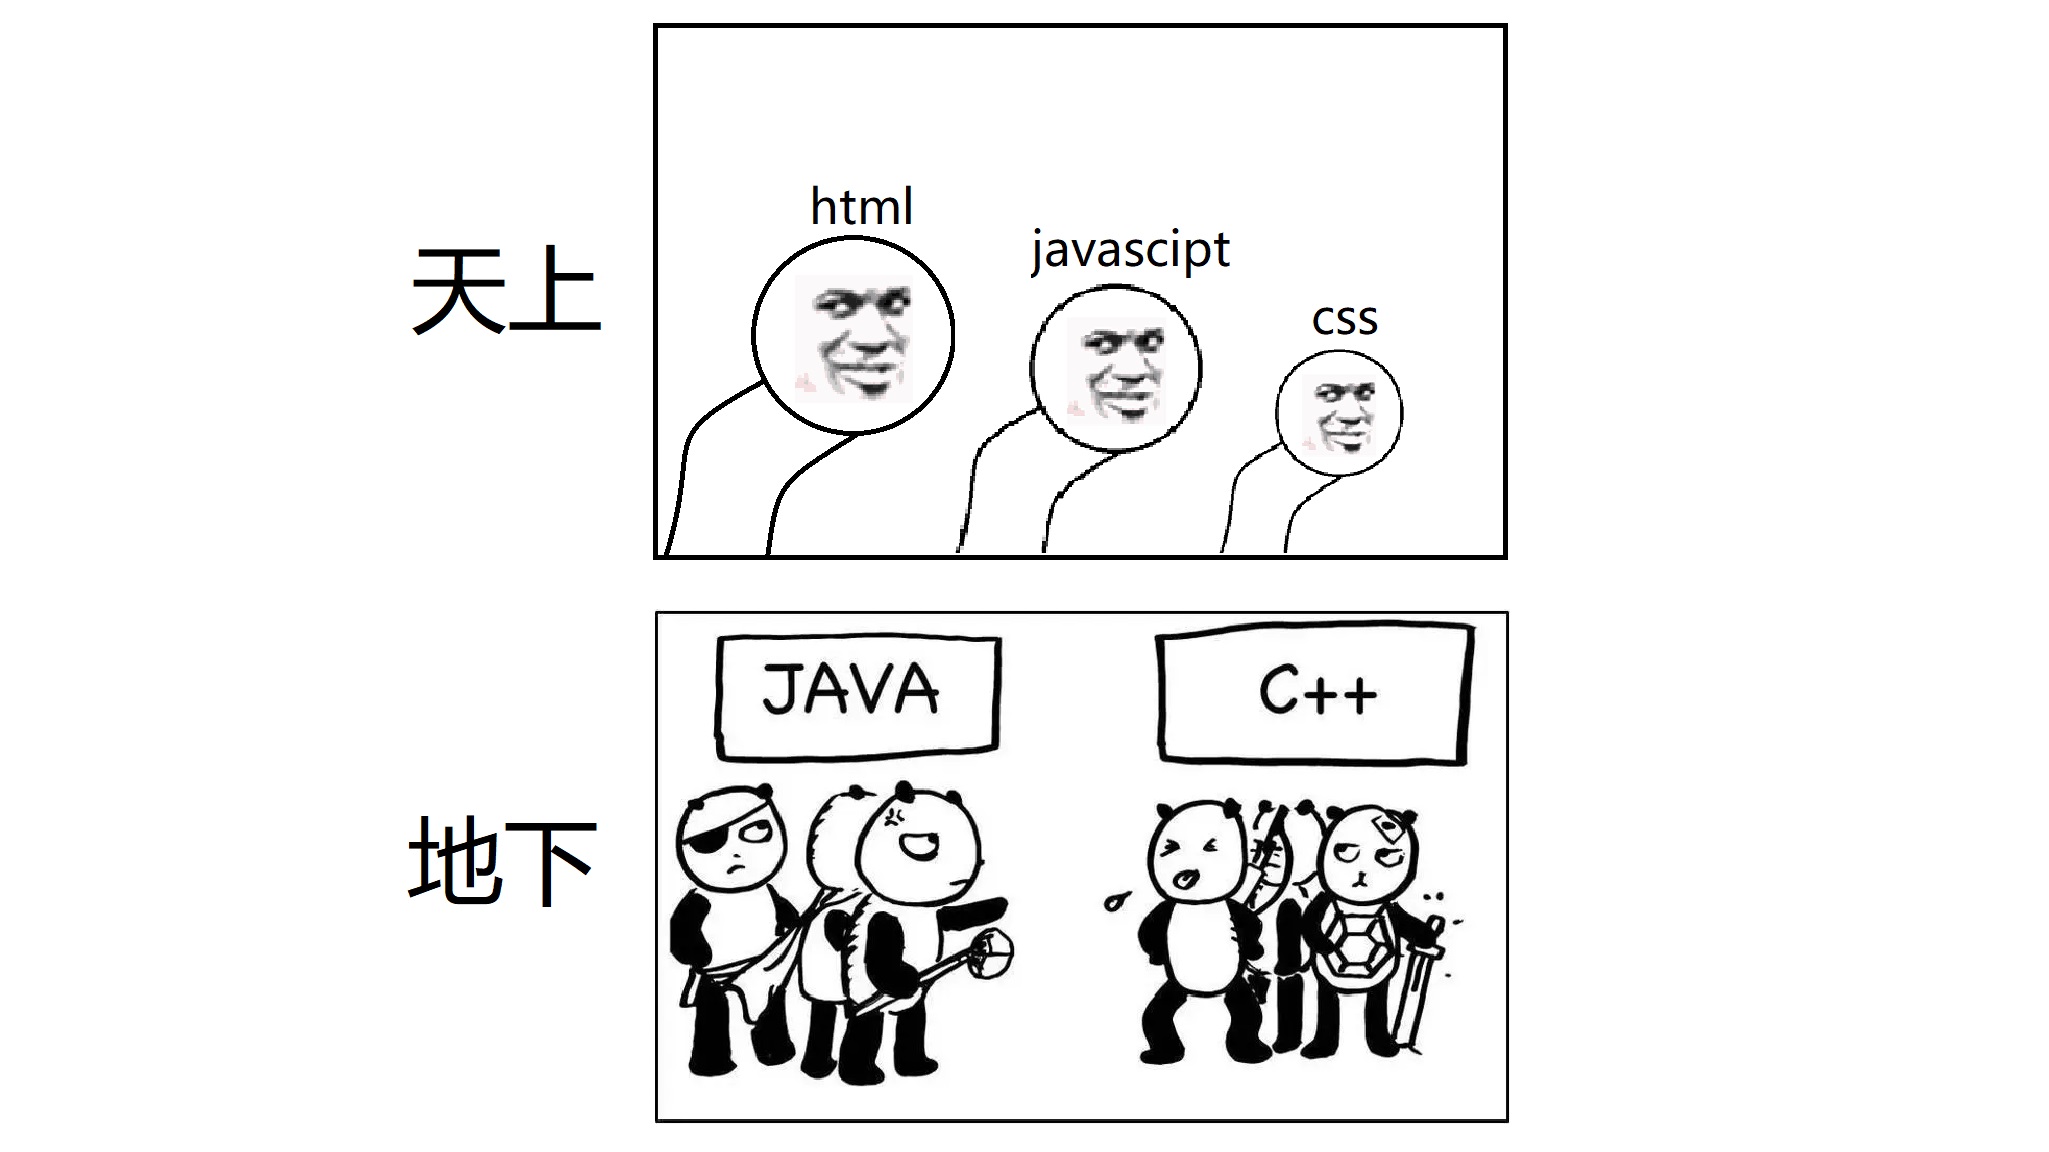 天上
html
javascipt
css
地下
JAVA
C++